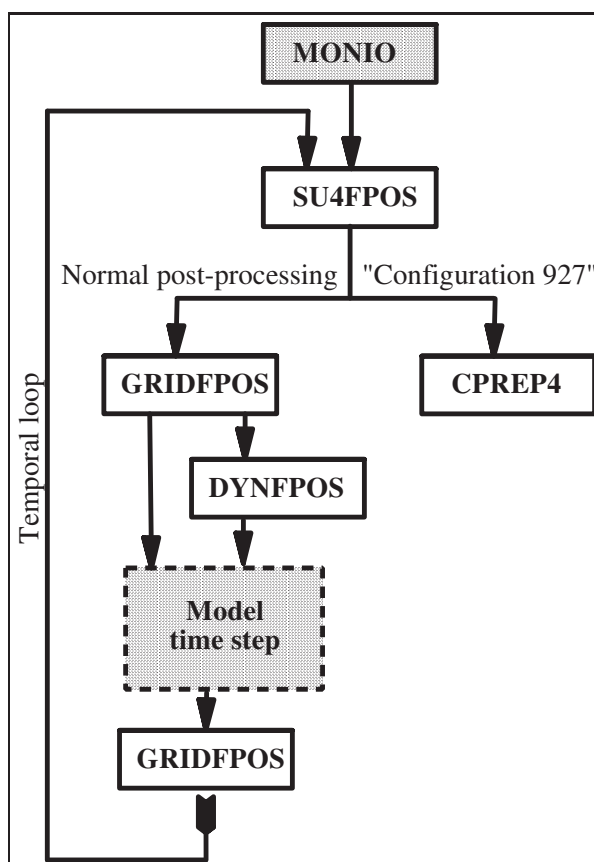 MONIO
SU4FPOS
Normal post-processing "Configuration 927"
GRIDFPOS
CPREP4
Temporal loop
DYNFPOS
Model
time step
GRIDFPOS